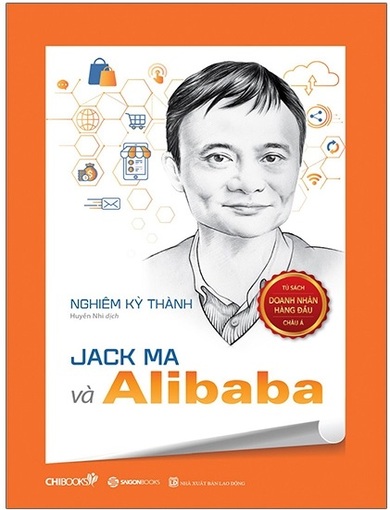 NGHIÊM KỶ THÀNH
Huyền Nhi dịch
TỦ SÁCH
DOANH NHÂN
HÀNG ĐẦU
CHÂU Á
JACK MA
và Alibaba
CHIBOOKS
SAIGONBOOKS
NHÀ XUẤT BẢN LAO ĐỘNG